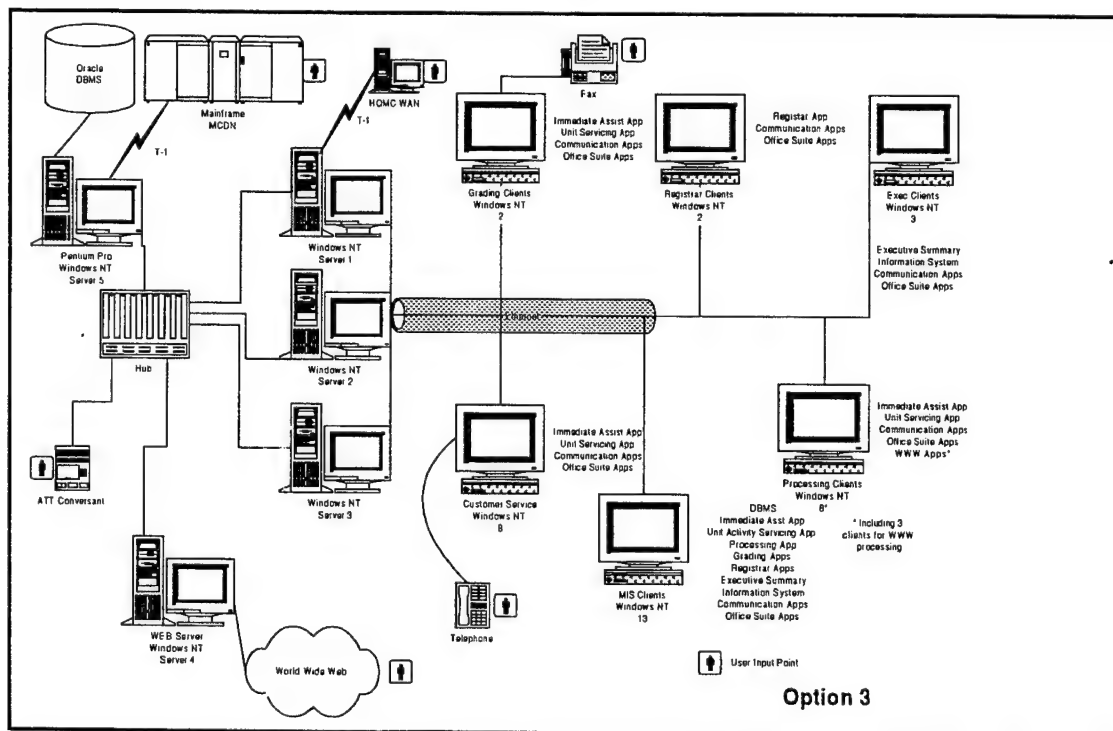 Oracle
DBMS
Mainframe
MCDN
T-1
HQMC WAN
T-1
Fax
Immediate Assist App
Unit Servicing App
Communication Apps
Office Suite Apps
Registar App
Communication Apps
Office Suite Apps
Grading Clients
Windows NT
2
Registrar Clients
Windows NT
2
Exec Clients
Windows NT
3
Pentium Pro
Windows NT
Server 5
Windows NT
Server 1
Executive Summary
Information System
Communication Apps
Office Suite Apps
Ethernet
Hub
Windows NT
Server 2
ATT Conversant
Windows NT
Server 3
Immediate Assist App
Unit Servicing App
Communication Apps
Office Suite Apps
Customer Service
Windows NT
8
Immediate Assist App
Unit Servicing App
Communication Apps
Office Suite Apps
WWW Apps*
Processing Clients
Windows NT
8*
* Including 3
clients for WWW
processing
DBMS
Immediate Asst App
Unit Activity Servicing App
Processing App
Grading Apps
Registrar Apps
Executive Summary
Information System
Communication Apps
Office Suite Apps
MIS Clients
Windows NT
13
WEB Server
Windows NT
Server 4
World Wide Web
Telephone
User Input Point
Option 3